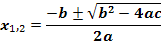 x₁,₂ = (−b ± √(b² − 4ac)) / 2a